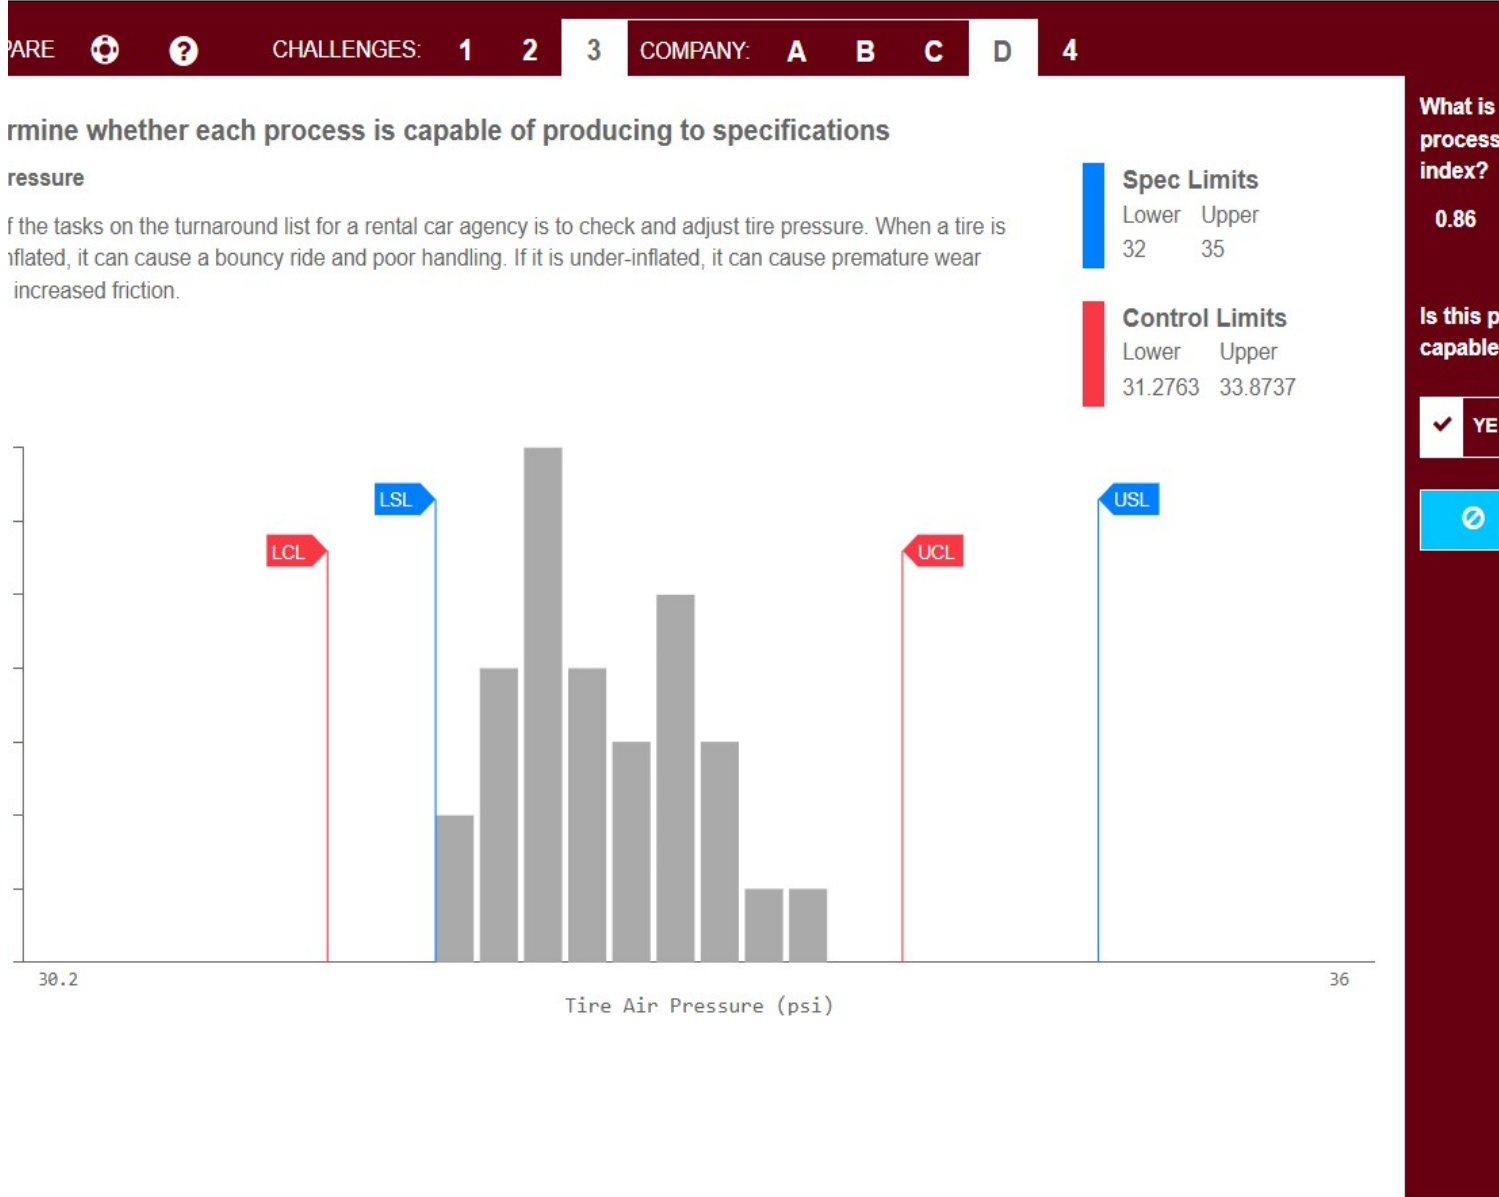 PARE CHALLENGES: 1 2 3 COMPANY: A B C D 4
rmine whether each process is capable of producing to specifications
ressure
f the tasks on the turnaround list for a rental car agency is to check and adjust tire pressure. When a tire is
nflated, it can cause a bouncy ride and poor handling. If it is under-inflated, it can cause premature wear
increased friction.
Spec Limits
Lower Upper
32 35
Control Limits
Lower Upper
31.2763 33.8737
What is
process
index?
0.86
Is this p
capable
YE
LSL
USL
LCL
UCL
30.2 36
Tire Air Pressure (psi)